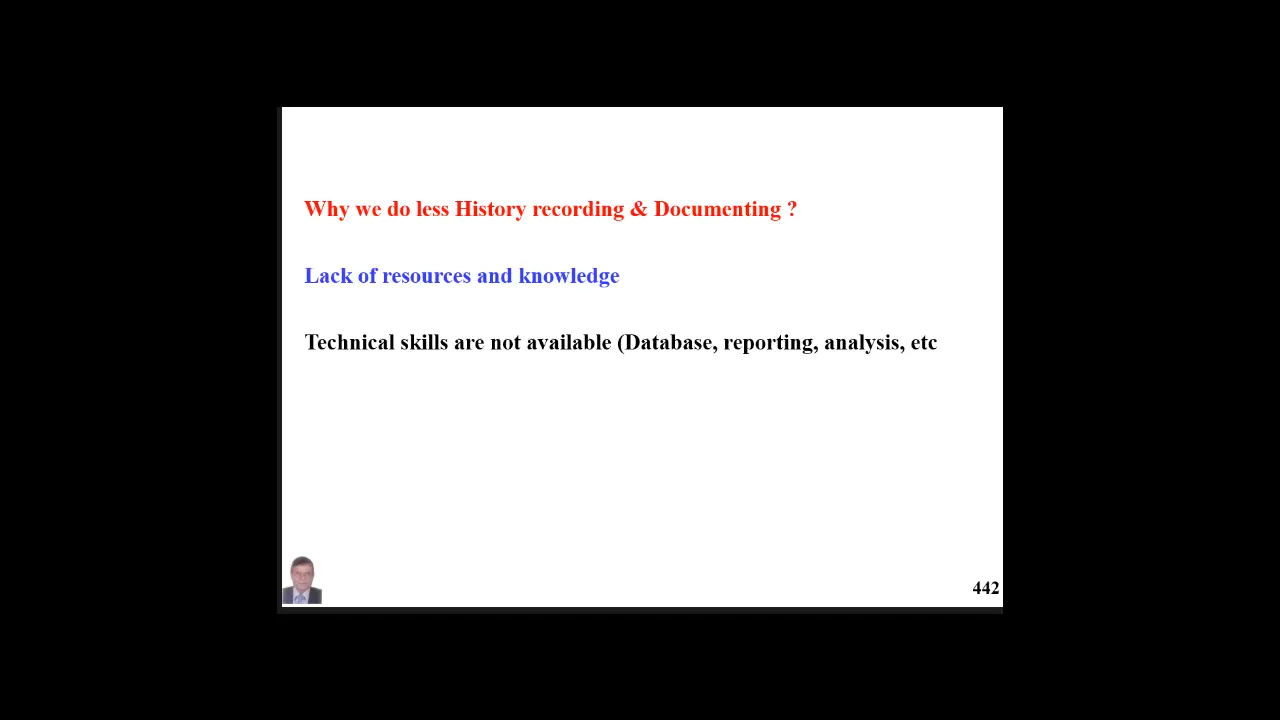 Why we do less History recording & Documenting ?
Lack of resources and knowledge
Technical skills are not available (Database, reporting, analysis, etc
442